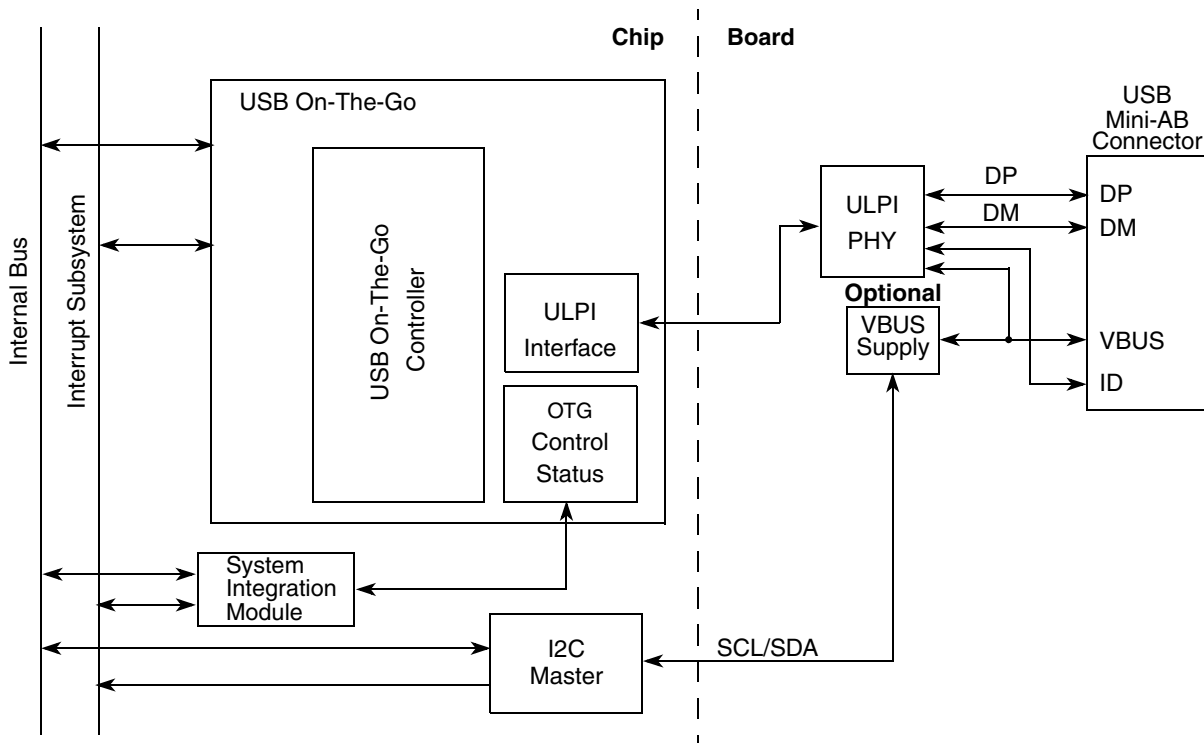 Chip
Board
USB On-The-Go
USB
Mini-AB
Connector
Internal Bus
Interrupt Subsystem
USB On-The-Go
Controller
ULPI
Interface
OTG
Control
Status
ULPI
PHY
DP
DM
DP
DM
Optional
VBUS
Supply
VBUS
ID
System
Integration
Module
I2C
Master
SCL/SDA